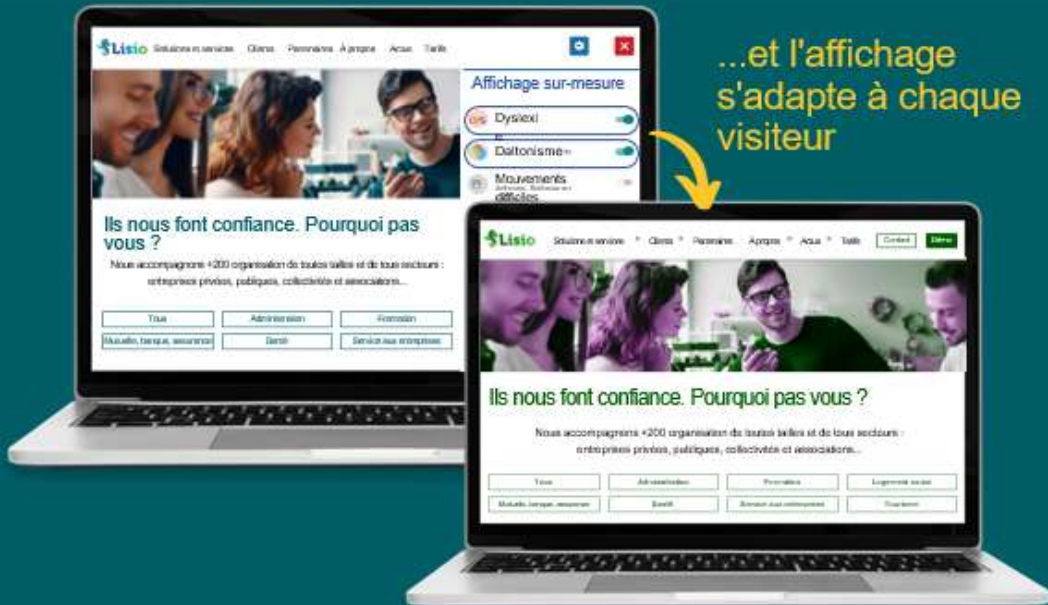 Lisio Solutions et services Clients Partenaires À propos Actus Tarifs
Affichage sur-mesure
Dyslexi
e
Daltonisme
Mouvements
difficiles
Ils nous font confiance. Pourquoi pas
vous ?
Nous accompagnons +200 organisation de toutes tailles et de tous secteurs :
entreprises privées, publiques, collectivités et associations...
Tous Administration Formation
Mutuelle, banque, assurance Santé Service aux entreprises
...et l'affichage
s'adapte à chaque
visiteur
Lisio Solutions et services Clients Partenaires À propos Actus Tarifs Contact Démo
Ils nous font confiance. Pourquoi pas vous ?
Nous accompagnons +200 organisation de toutes tailles et de tous secteurs :
entreprises privées, publiques, collectivités et associations...
Tous Administration Formation Logement social
Mutuelle, banque, assurance Santé Service aux entreprises Tourisme